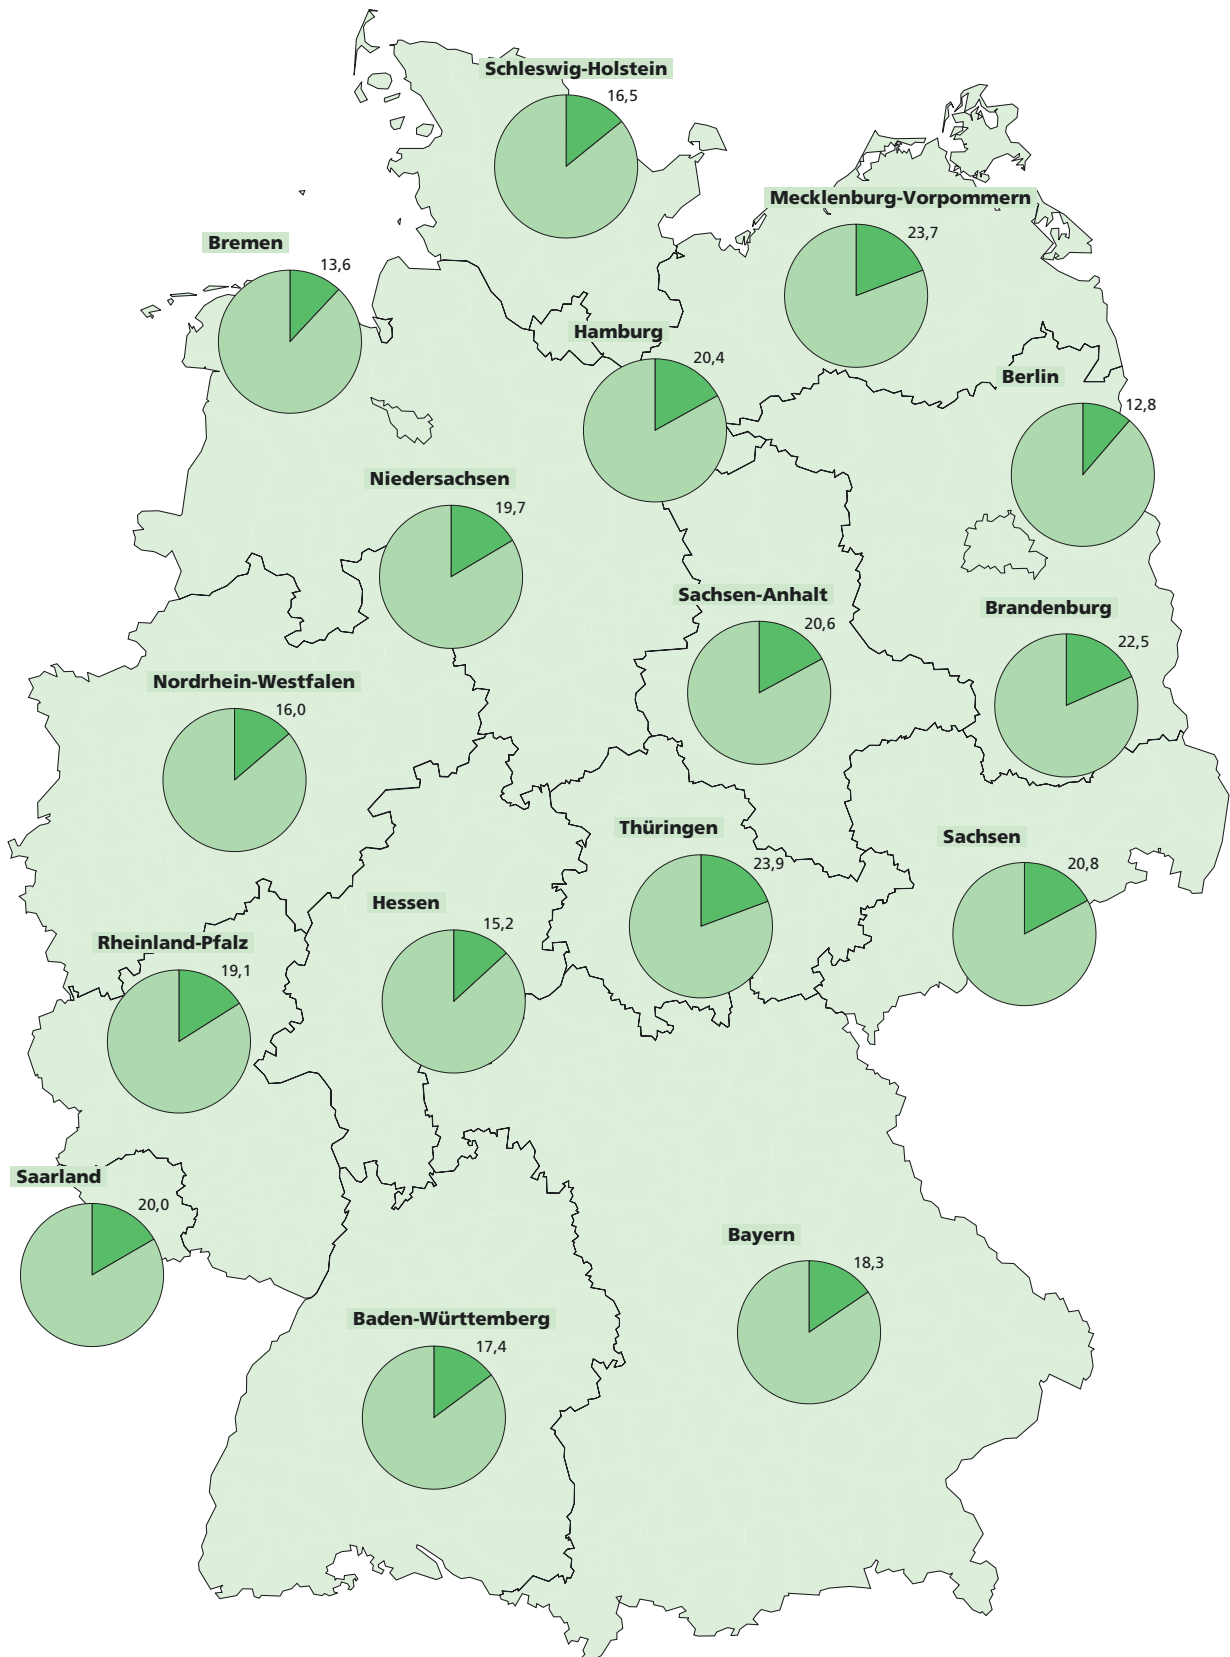 Schleswig-Holstein
16,5
Mecklenburg-Vorpommern
23,7
Bremen
13,6
Hamburg
20,4
Berlin
12,8
Niedersachsen
19,7
Sachsen-Anhalt
20,6
Brandenburg
22,5
Nordrhein-Westfalen
16,0
Thüringen
23,9
Sachsen
20,8
Hessen
15,2
Rheinland-Pfalz
19,1
Saarland
20,0
Bayern
18,3
Baden-Württemberg
17,4